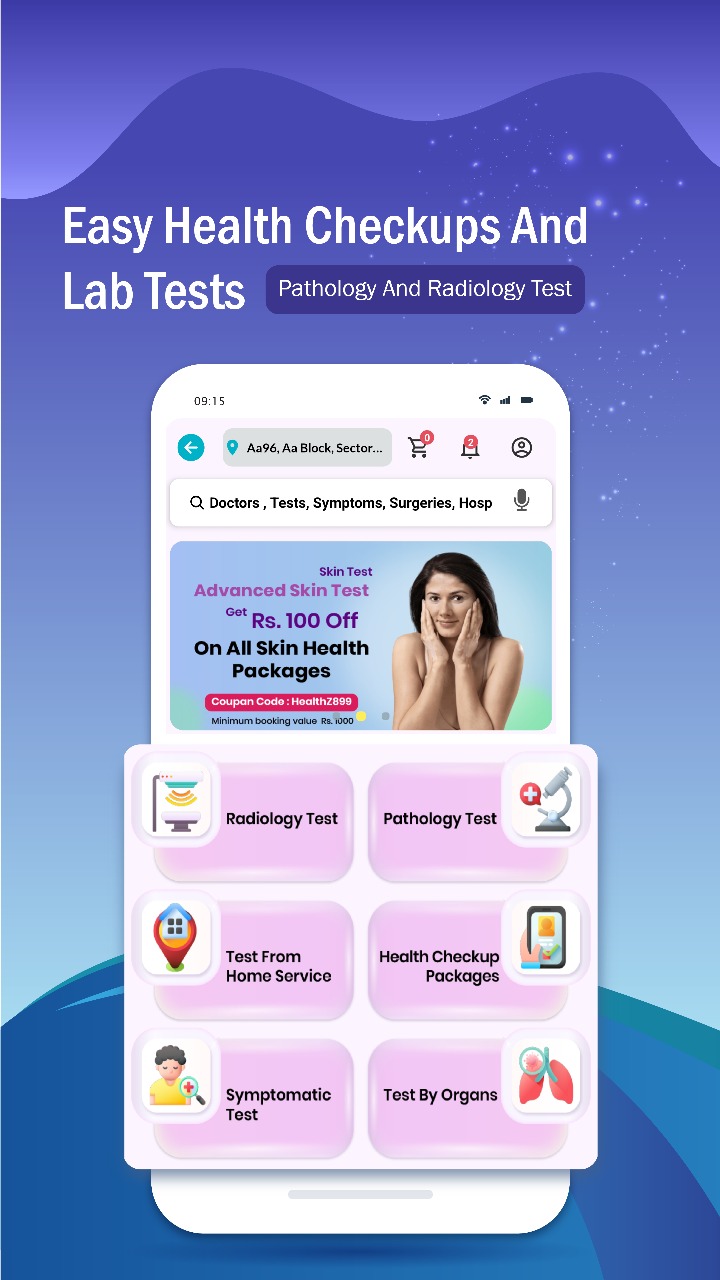 Easy Health Checkups And
Lab Tests
Pathology And Radiology Test
09:15
Aa96, Aa Block, Sector...
0
2
Doctors , Tests, Symptoms, Surgeries, Hosp
Skin Test
Advanced Skin Test
Get Rs. 100 Off
On All Skin Health
Packages
Coupan Code : HealthZ899
Minimum booking value Rs. 1000
Radiology Test
Pathology Test
Test From
Home Service
Health Checkup
Packages
Symptomatic
Test
Test By Organs